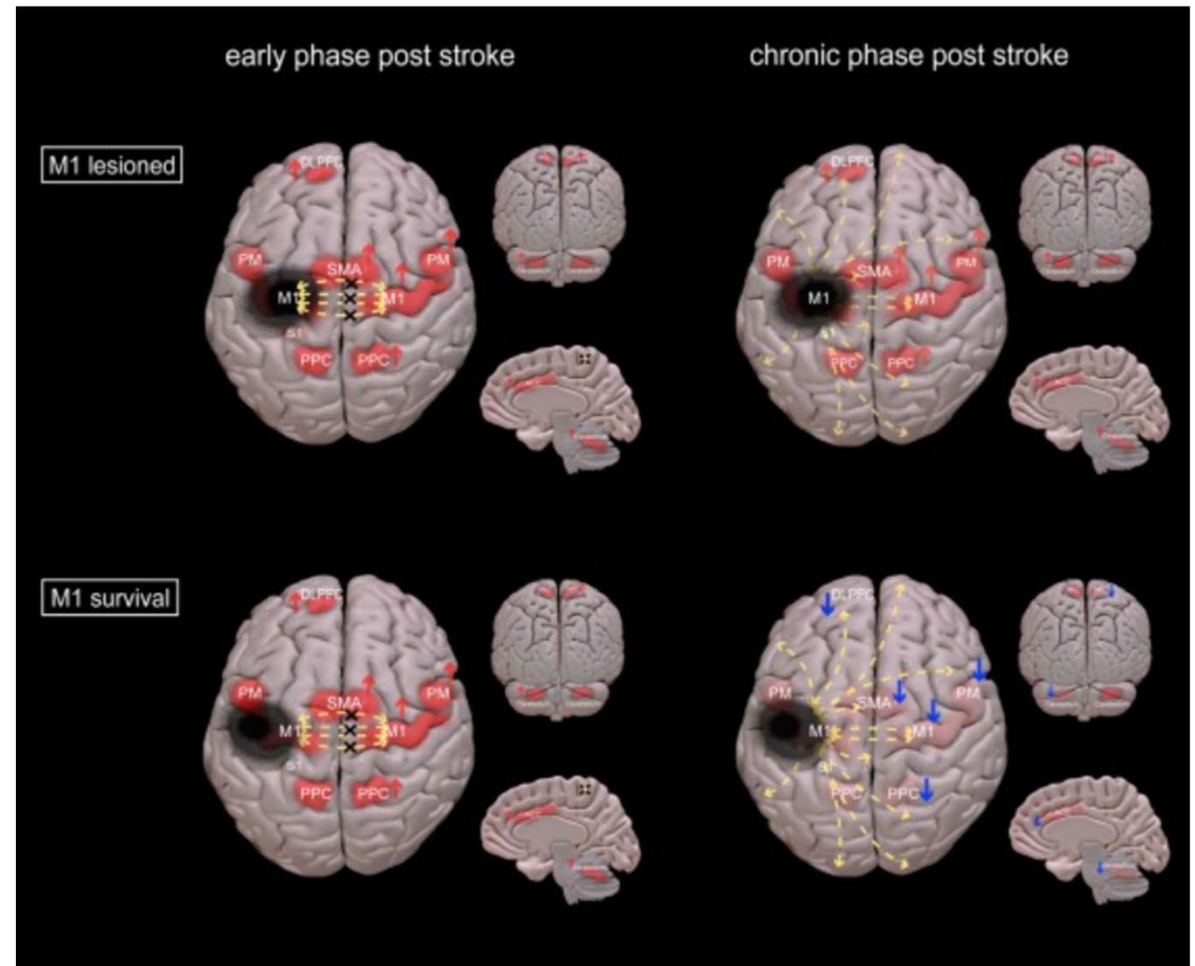 early phase post stroke
chronic phase post stroke
M1 lesioned
DLPFC
PM
SMA
PM
M1
M1
S1
PPC
PPC
DLPFC
PM
SMA
PM
M1
M1
S1
PPC
PPC
M1 survival
DLPFC
PM
SMA
PM
M1
M1
S1
PPC
PPC
DLPFC
PM
SMA
PM
M1
M1
S1
PPC
PPC